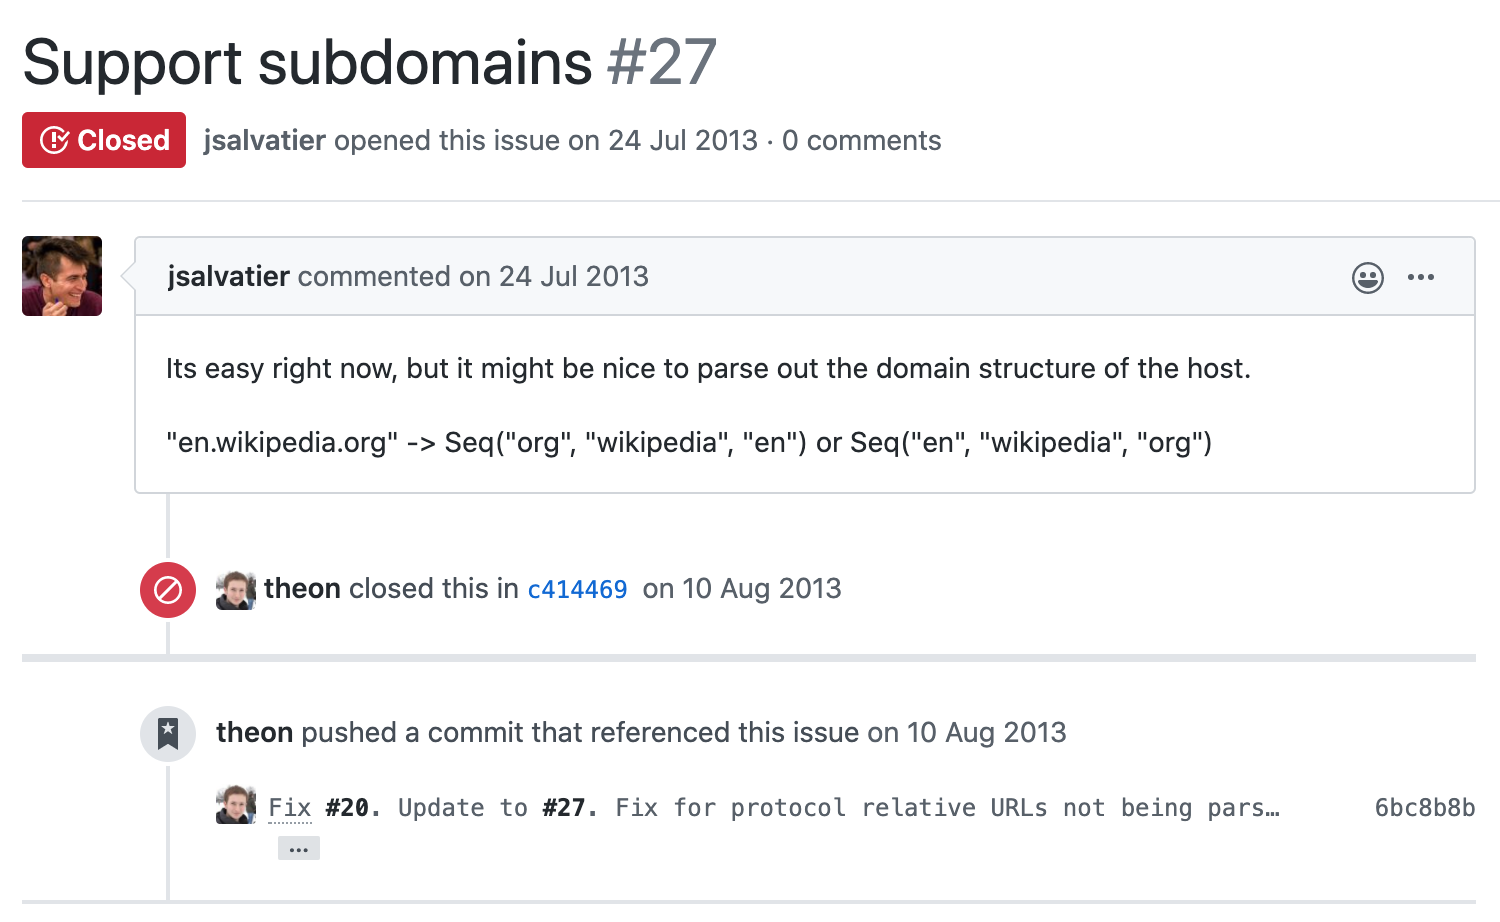 Support subdomains #27
Closed jsalvatier opened this issue on 24 Jul 2013 · 0 comments
jsalvatier commented on 24 Jul 2013
Its easy right now, but it might be nice to parse out the domain structure of the host.
"en.wikipedia.org" -> Seq("org", "wikipedia", "en") or Seq("en", "wikipedia", "org")
theon closed this in c414469 on 10 Aug 2013
theon pushed a commit that referenced this issue on 10 Aug 2013
Fix #20. Update to #27. Fix for protocol relative URLs not being pars… 6bc8b8b
…